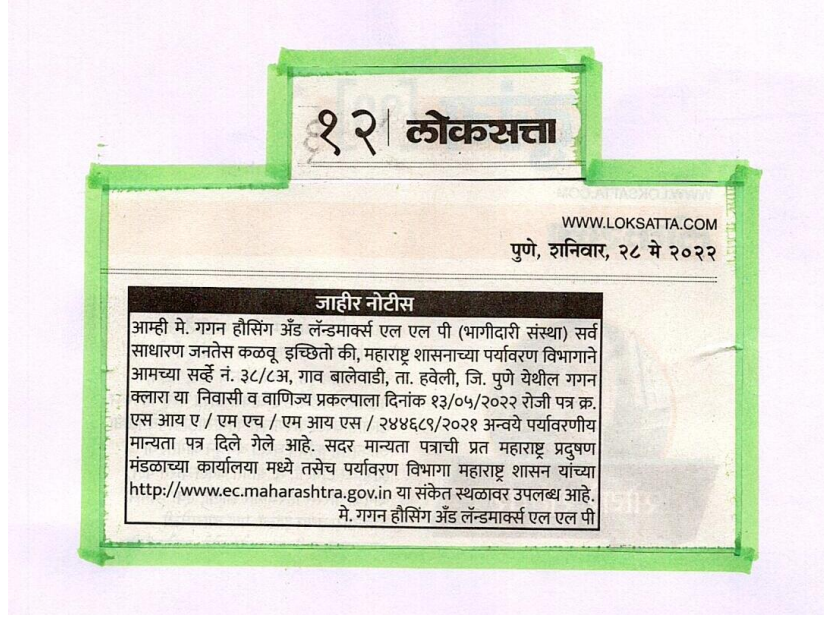 १२ लोकसत्ता
WWW.LOKSATTA.COM
पुणे, शनिवार, २८ मे २०२२
जाहीर नोटीस
आम्ही मे. गगन हौसिंग अँड लॅन्डमार्क्स एल एल पी (भागीदारी संस्था) सर्व
साधारण जनतेस कळवू इच्छितो की, महाराष्ट्र शासनाच्या पर्यावरण विभागाने
आमच्या सर्व्हे नं. ३८/८अ, गाव बालेवाडी, ता. हवेली, जि. पुणे येथील गगन
क्लारा या निवासी व वाणिज्य प्रकल्पाला दिनांक १३/०५/२०२२ रोजी पत्र क्र.
एस आय ए / एम एच / एम आय एस / २४४६८९/२०२१ अन्वये पर्यावरणीय
मान्यता पत्र दिले गेले आहे. सदर मान्यता पत्राची प्रत महाराष्ट्र प्रदुषण
मंडळाच्या कार्यालया मध्ये तसेच पर्यावरण विभागा महाराष्ट्र शासन यांच्या
http://www.ec.maharashtra.gov.in या संकेत स्थळावर उपलब्ध आहे.
मे. गगन हौसिंग अँड लॅन्डमार्क्स एल एल पी